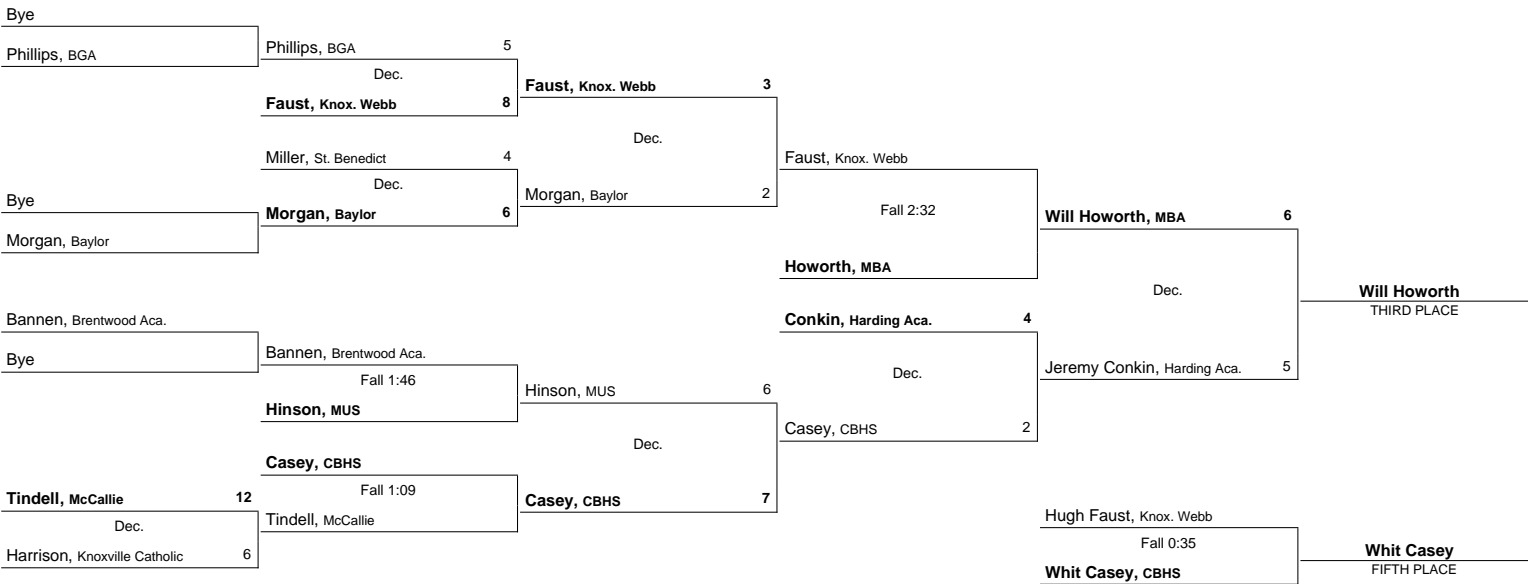 Bye
Phillips, BGA
Bye
Morgan, Baylor
Bannen, Brentwood Aca.
Bye
Tindell, McCallie 12
Dec.
Harrison, Knoxville Catholic 6
Phillips, BGA 5
Dec.
Faust, Knox. Webb 8
Miller, St. Benedict 4
Dec.
Morgan, Baylor 6
Bannen, Brentwood Aca.
Fall 1:46
Hinson, MUS
Casey, CBHS
Fall 1:09
Tindell, McCallie
Faust, Knox. Webb 3
Dec.
Morgan, Baylor 2
Hinson, MUS 6
Dec.
Casey, CBHS 7
Faust, Knox. Webb
Fall 2:32
Howorth, MBA
Conkin, Harding Aca. 4
Dec.
Casey, CBHS 2
Will Howorth, MBA 6
Dec.
Jeremy Conkin, Harding Aca. 5
Will Howorth
THIRD PLACE
Hugh Faust, Knox. Webb
Fall 0:35
Whit Casey, CBHS
Whit Casey
FIFTH PLACE